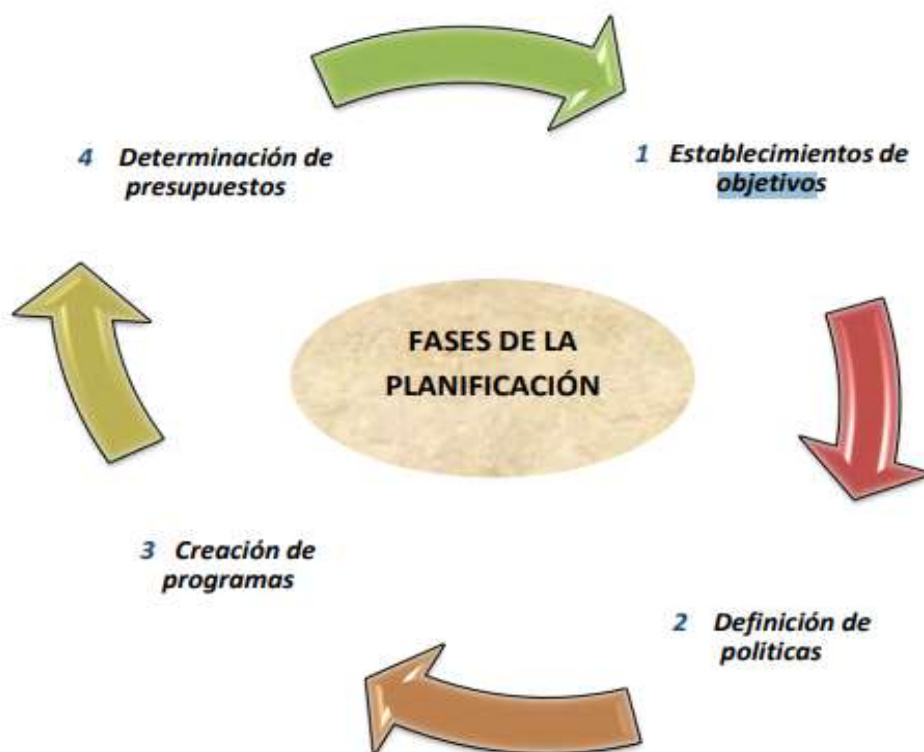 4 Determinación de
presupuestos
1 Establecimientos de
objetivos
FASES DE LA
PLANIFICACIÓN
3 Creación de
programas
2 Definición de
politicas